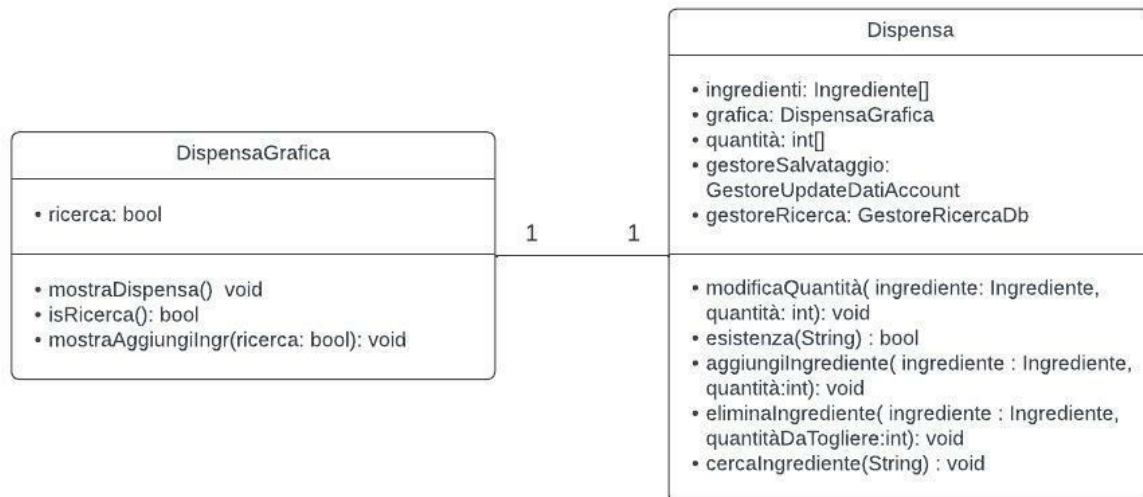 DispensaGrafica
• ricerca: bool
• mostraDispensa()  void
• isRicerca(): bool
• mostraAggiungiIngr(ricerca: bool): void
1
1
Dispensa
• ingredienti: Ingrediente[]
• grafica: DispensaGrafica
• quantità: int[]
• gestoreSalvataggio:
GestoreUpdateDatiAccount
• gestoreRicerca: GestoreRicercaDb
• modificaQuantità( ingrediente: Ingrediente,
quantità: int): void
• esistenza(String) : bool
• aggiungiIngrediente( ingrediente : Ingrediente,
quantità:int): void
• eliminaIngrediente( ingrediente : Ingrediente,
quantitàDaTogliere:int): void
• cercaIngrediente(String) : void